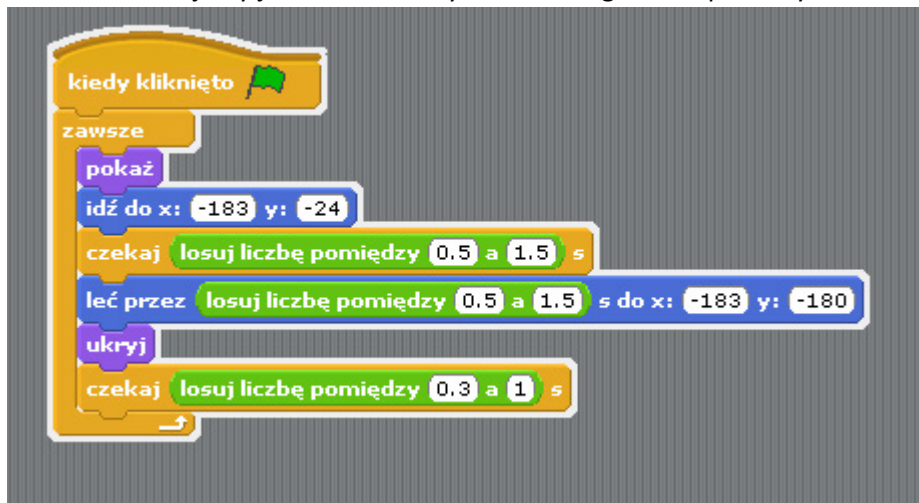 kiedy kliknięto
zawsze
pokaż
idź do x: -183 y: -24
czekaj losuj liczbę pomiędzy 0.5 a 1.5 s
leć przez losuj liczbę pomiędzy 0.5 a 1.5 s do x: -183 y: -180
ukryj
czekaj losuj liczbę pomiędzy 0.3 a 1 s